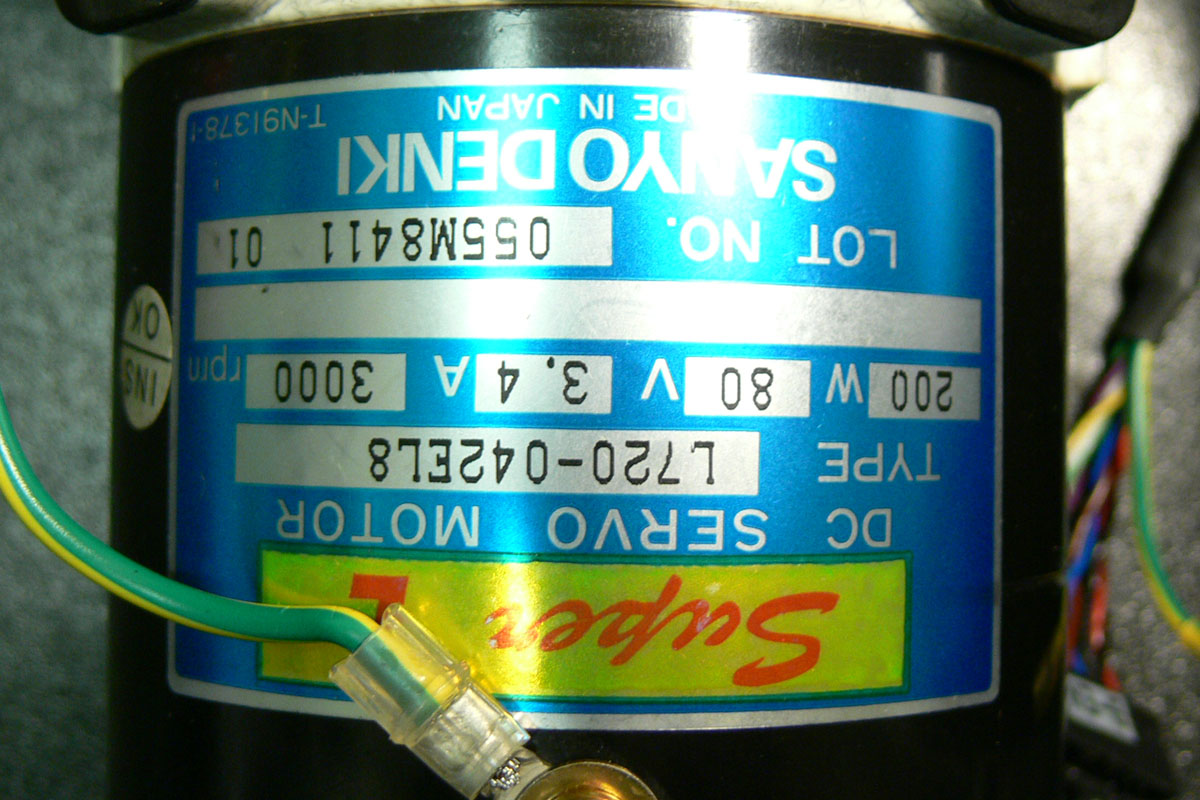 Super L
DC SERVO MOTOR
TYPE L720-042EL8
200 W 80 V 3.4 A 3000 rpm
LOT NO. 055M8411 01
SANYO DENKI
MADE IN JAPAN T-N91378-1
INS
OK